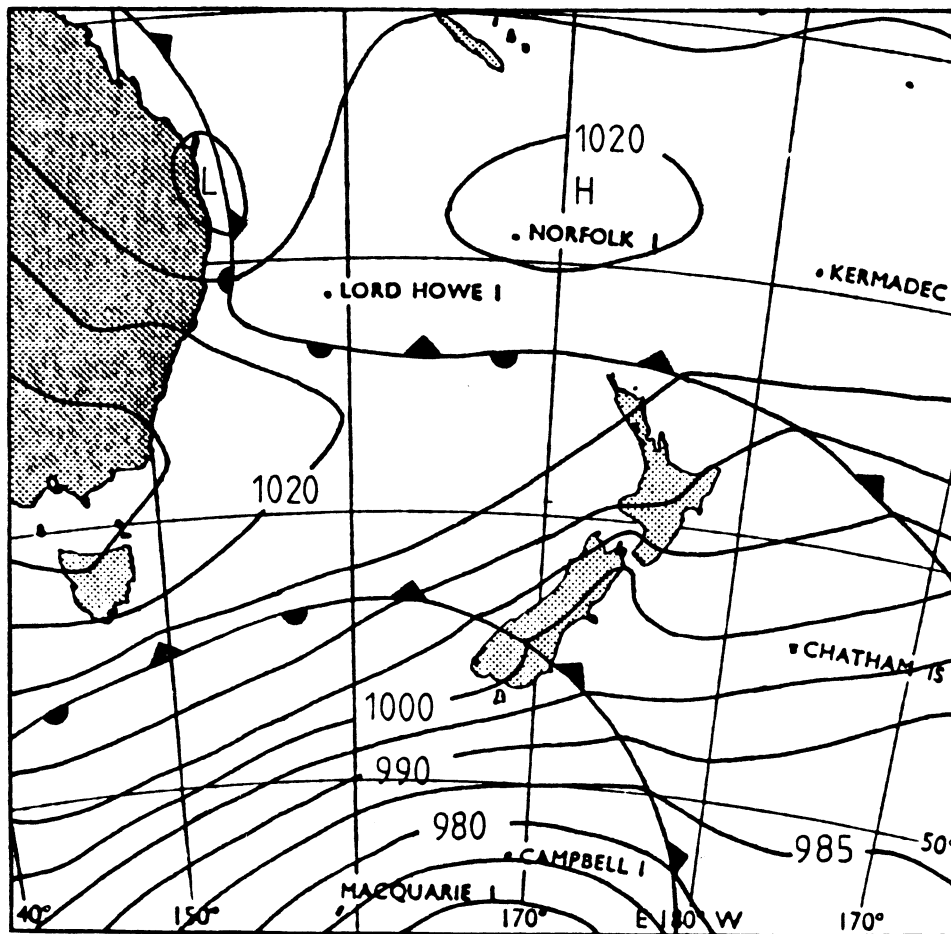 1020
L
H
NORFOLK I
KERMADEC
LORD HOWE I
1020
CHATHAM IS
1000
990
980
985
50°
CAMPBELL I
MACQUARIE I
40° 150° 170° E 180° W 170°